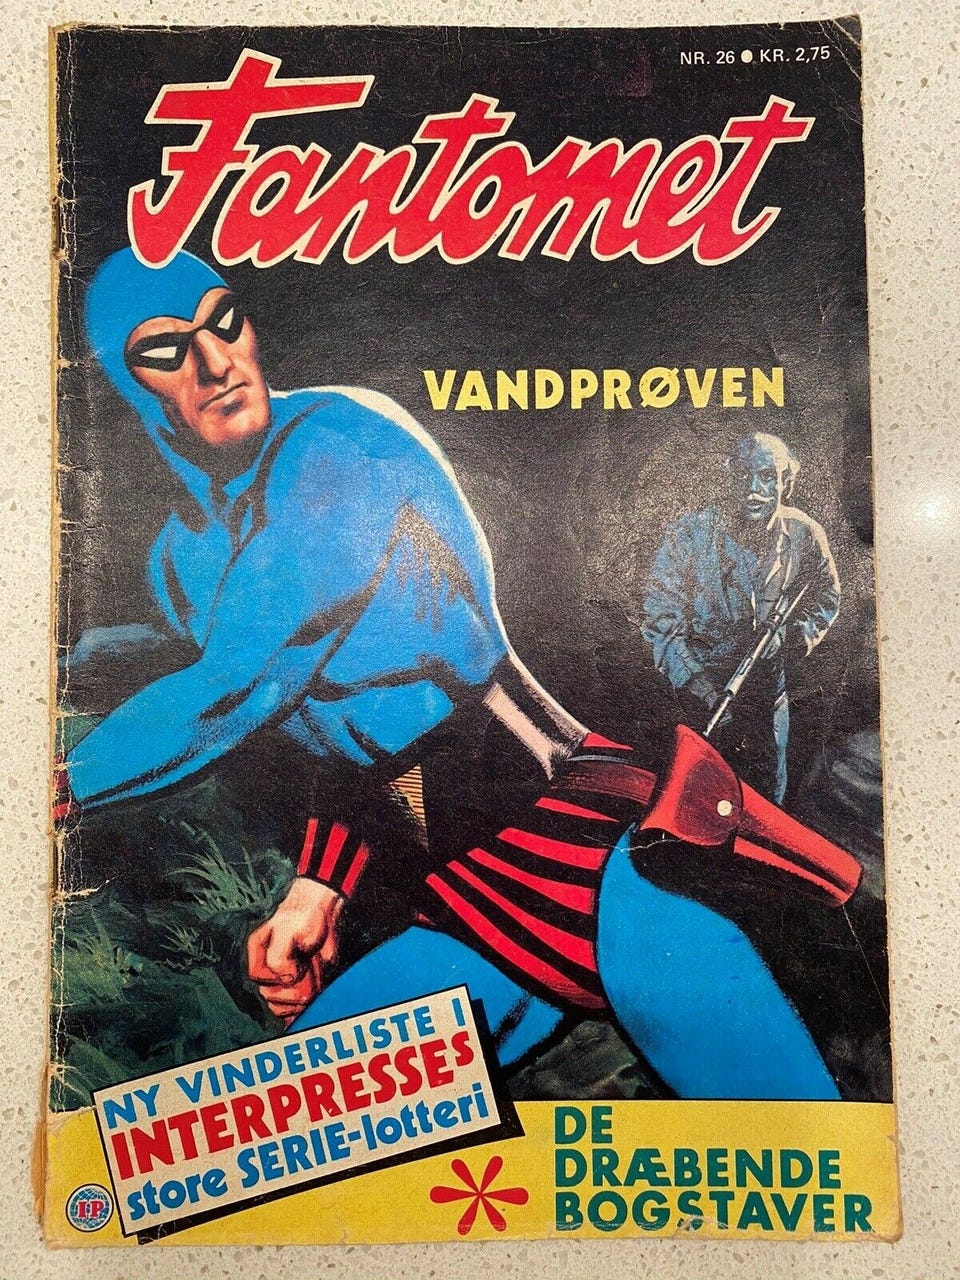 NR. 26 ● KR. 2,75
Fantomet
VANDPRØVEN
NY VINDERLISTE I
INTERPRESSES
store SERIE-lotteri
I.P.
* DE
DRÆBENDE
BOGSTAVER